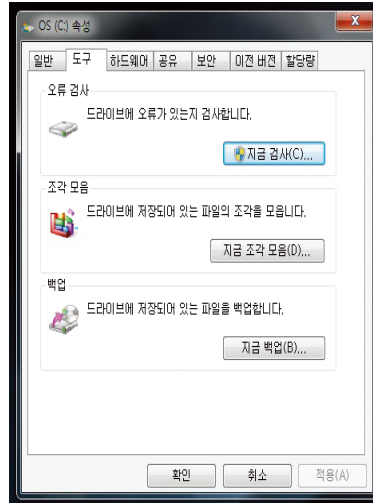 OS (C:) 속성
일반 도구 하드웨어 공유 보안 이전 버전 할당량
오류 검사
드라이브에 오류가 있는지 검사합니다.
지금 검사(C)...
조각 모음
드라이브에 저장되어 있는 파일의 조각를 모읍니다.
지금 조각 모음(D)...
백업
드라이브에 저장되어 있는 파일을 백업합니다.
지금 백업(B)...
확인 취소 적용(A)